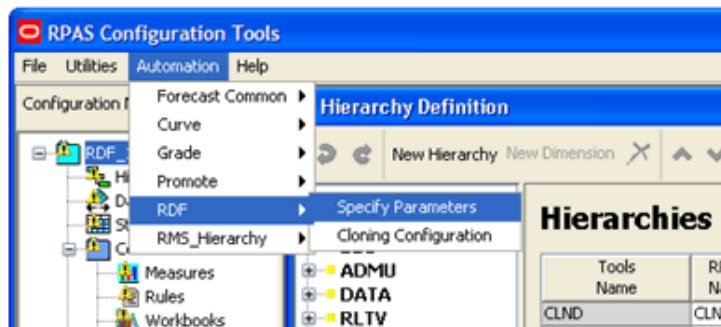 RPAS Configuration Tools
File Utilities Automation Help
Configuration
Forecast Common
Curve
Grade
Promote
RDF
RMS_Hierarchy
Specify Parameters
Cloning Configuration
Hierarchy Definition
New Hierarchy New Dimension
RDF_
Measures
Rules
Workbooks
ADMU
DATA
RLTV
Hierarchies
Tools
Name
CLND